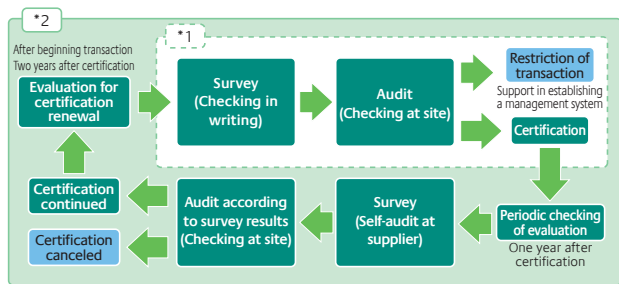 *2
*1
After beginning transaction
Two years after certification
Evaluation for
certification
renewal
Survey
(Checking in
writing)
Audit
(Checking at site)
Restriction of
transaction
Support in establishing
a management system
Certification
Certification
continued
Certification
canceled
Audit according
to survey results
(Checking at site)
Survey
(Self-audit at
supplier)
Periodic checking
of evaluation
One year after
certification